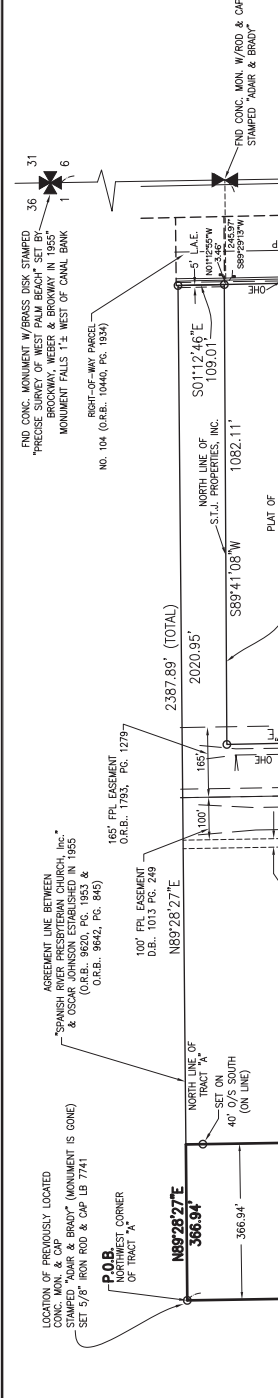 LOCATION OF PREVIOUSLY LOCATED
CONC. MON. & CAP
STAMPED "ADAIR & BRADY" (MONUMENT IS GONE)
SET 5/8" IRON ROD & CAP LB 7741
P.O.B.
NORTHWEST CORNER
OF TRACT "A"
N89°28'27"E
366.94'
366.94'
AGREEMENT LINE BETWEEN
"SPANISH RIVER PRESBYTERIAN CHURCH, Inc."
& OSCAR JOHNSON ESTABLISHED IN 1955
(O.R.B. 9620, PG. 1953 &
O.R.B. 9642, PG. 845)
NORTH LINE OF
TRACT "A"
SET ON
40' O/S SOUTH
(ON LINE)
165' FPL EASEMENT
O.R.B. 1793, PG. 1279
100' FPL EASEMENT
D.B. 1013 PG. 249
N89°28'27"E
2387.89' (TOTAL)
2020.95'
100'
165'
OHE
NORTH LINE OF
S.T.J. PROPERTIES, INC.
S89°41'08"W
1082.11'
PLAT OF
FND CONC. MONUMENT W/BRASS DISK STAMPED
"PRECISE SURVEY OF WEST PALM BEACH" SET BY
BROCKWAY, WEBER & BROKWAY IN 1955"
MONUMENT FALLS 1'± WEST OF CANAL BANK
36 31
1 6
RIGHT-OF-WAY PARCEL
NO. 104 (O.R.B. 10440, PG. 1934)
S01°12'46"E
109.01'
5' L.A.E.
N01°12'55"W
3.46'
245.97'
S89°29'13"W
OHE
FND CONC. MON. W/ROD & CAP
STAMPED "ADAIR & BRADY"